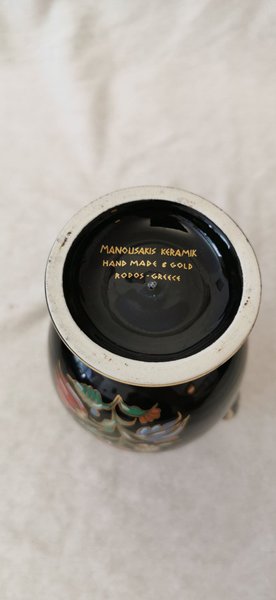 MANOUSAKIS KERAMIK
HAND MADE & GOLD
RODOS - GREECE